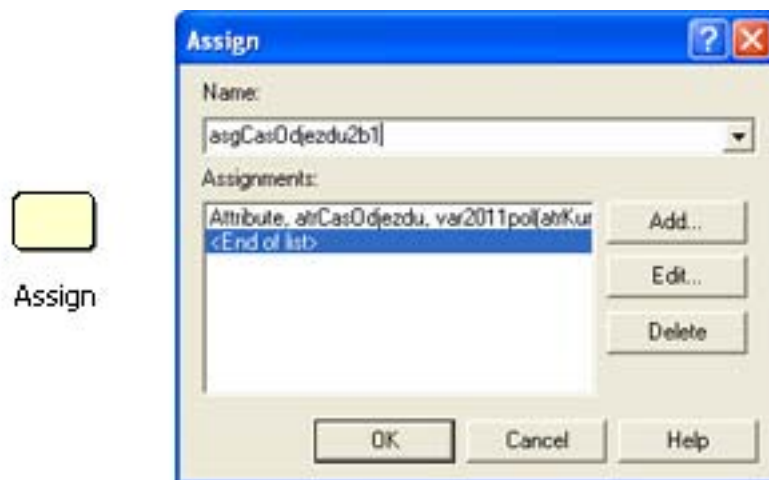 Assign
Name:
asgCasOdjezdu2b1
Assignments:
Attribute, atrCasOdjezdu, var2011pol(atrKur
<End of list>
Add...
Edit...
Delete
OK
Cancel
Help
Assign